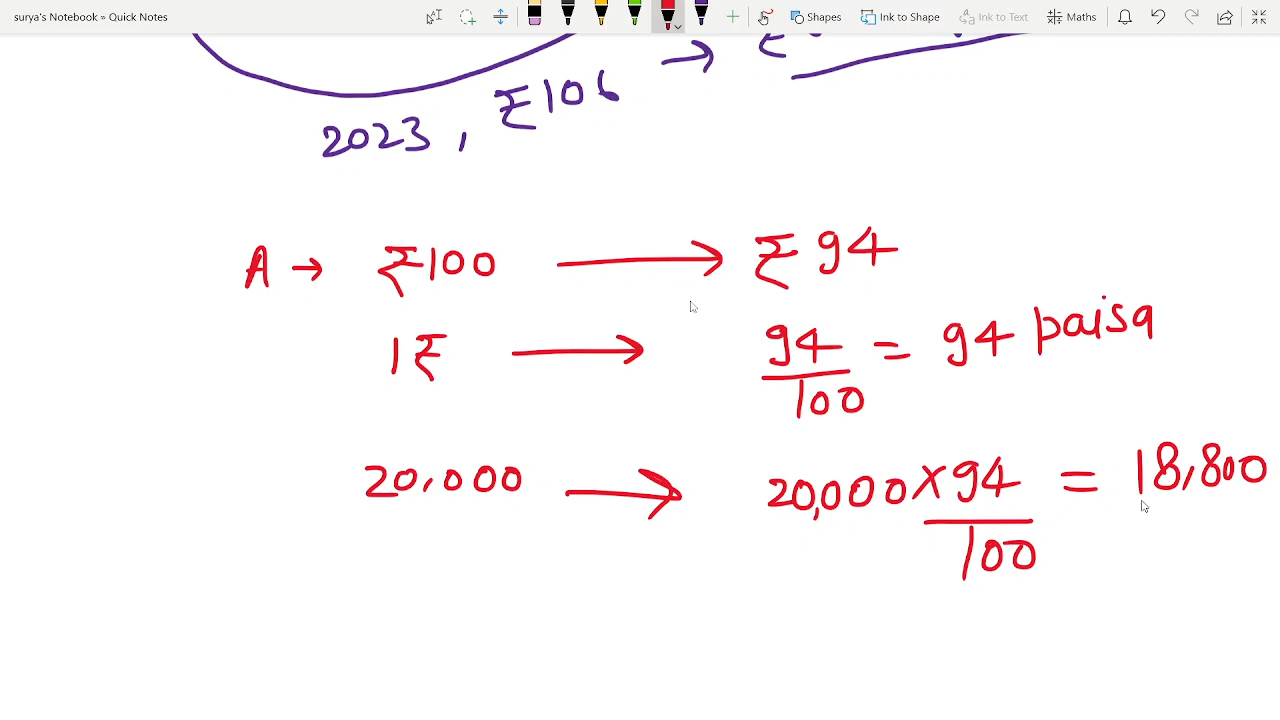 surya's Notebook » Quick Notes
Shapes Ink to Shape Ink to Text Maths
2023, ₹106 →
A → ₹100 → ₹94
1₹ → 94/100 = 94 paisa
20,000 → 20,000×94/100 = 18,800